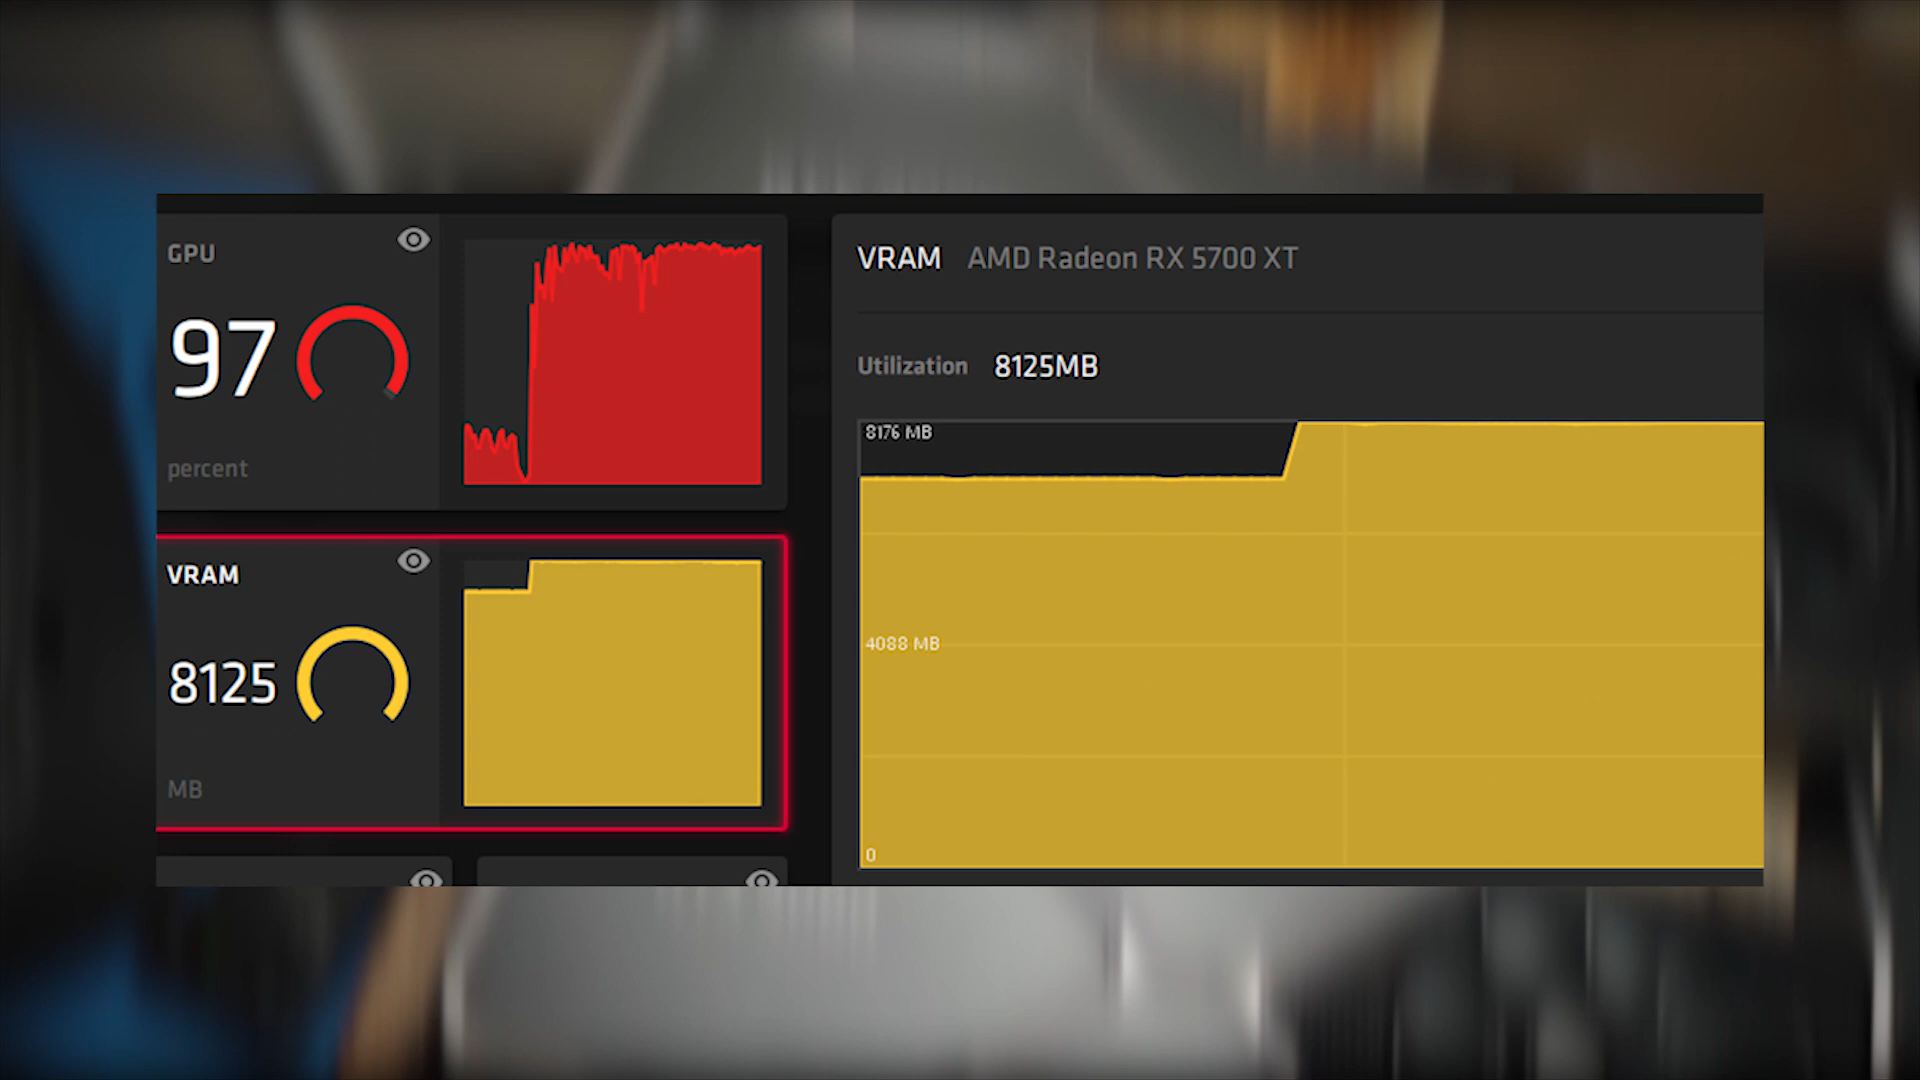 GPU
97
percent
VRAM
8125
MB
VRAM AMD Radeon RX 5700 XT
Utilization 8125MB
8176 MB
4088 MB
0